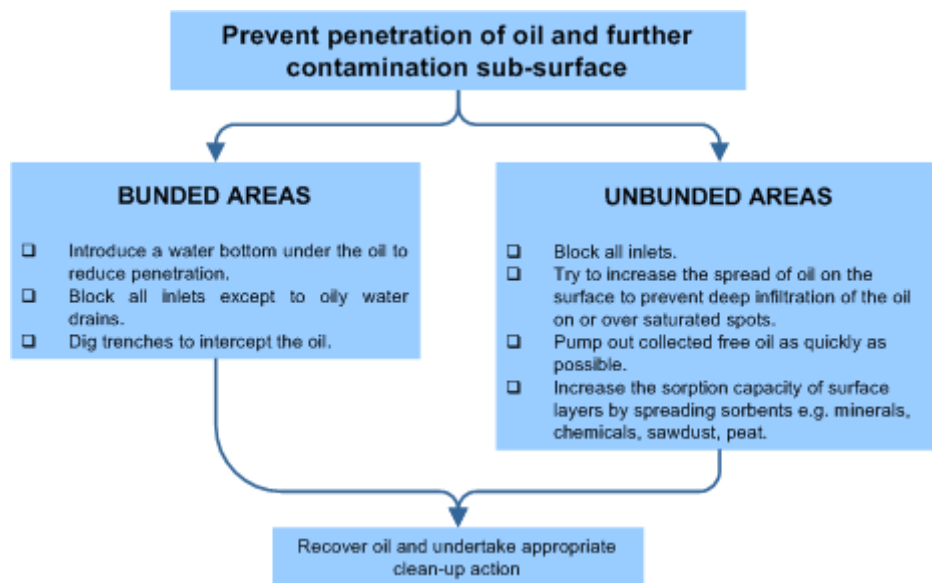 Prevent penetration of oil and further
contamination sub-surface
BUNDED AREAS
❑ Introduce a water bottom under the oil to
reduce penetration.
❑ Block all inlets except to oily water
drains.
❑ Dig trenches to intercept the oil.
UNBUNDED AREAS
❑ Block all inlets.
❑ Try to increase the spread of oil on the
surface to prevent deep infiltration of the oil
on or over saturated spots.
❑ Pump out collected free oil as quickly as
possible.
❑ Increase the sorption capacity of surface
layers by spreading sorbents e.g. minerals,
chemicals, sawdust, peat.
Recover oil and undertake appropriate
clean-up action